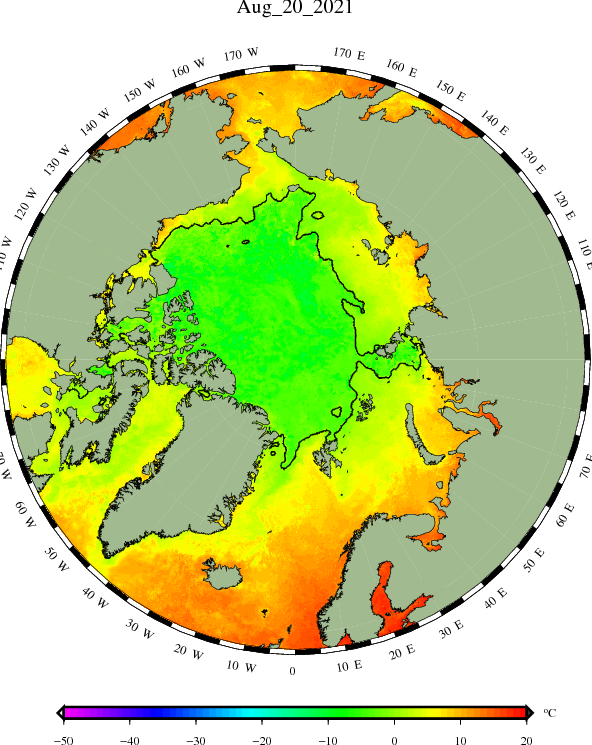 Aug_20_2021
170 W
170 E
160 W
160 E
150 W
150 E
140 W
140 E
130 W
130 E
120 W
120 E
110 E
70 E
60 W
60 E
50 W
50 E
40 W
40 E
30 W
30 E
20 W
20 E
10 W
10 E
0
°C
−50 −40 −30 −20 −10 0 10 20